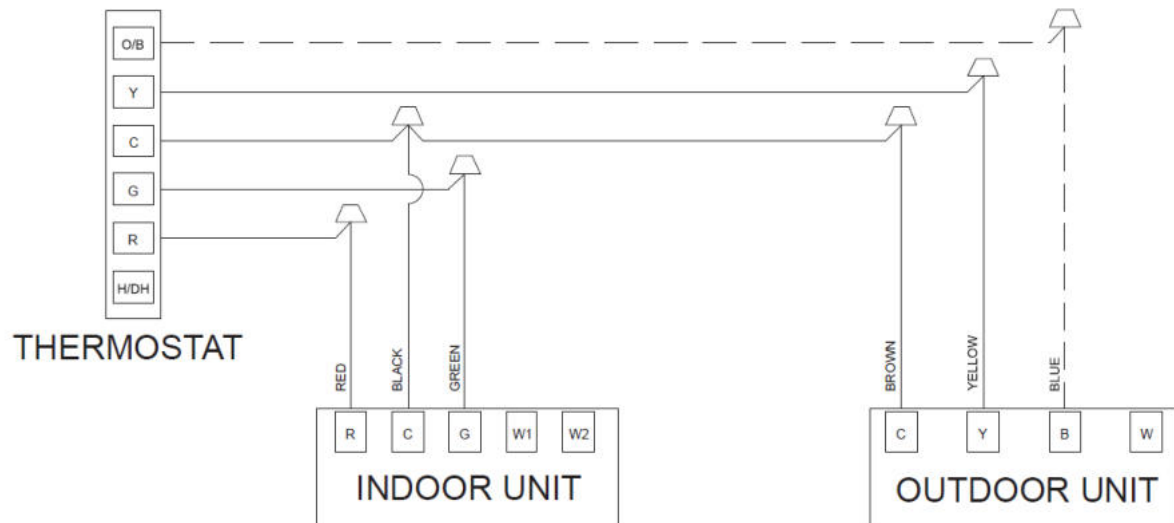 O/B
Y
C
G
R
H/DH
THERMOSTAT
RED
BLACK
GREEN
BROWN
YELLOW
BLUE
R C G W1 W2
C Y B W
INDOOR UNIT
OUTDOOR UNIT